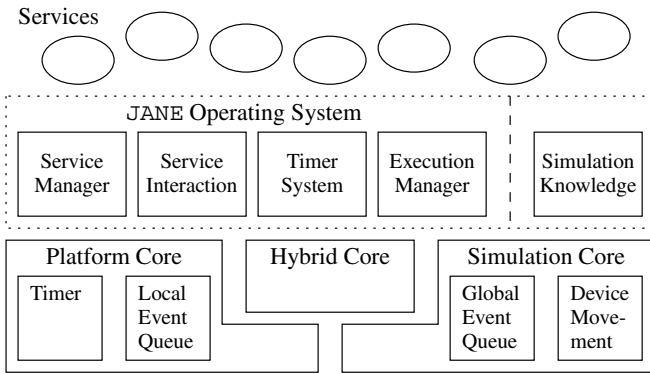 Services
JANE Operating System
Service
Manager
Service
Interaction
Timer
System
Execution
Manager
Simulation
Knowledge
Platform Core
Timer
Local
Event
Queue
Hybrid Core
Simulation Core
Global
Event
Queue
Device
Move-
ment